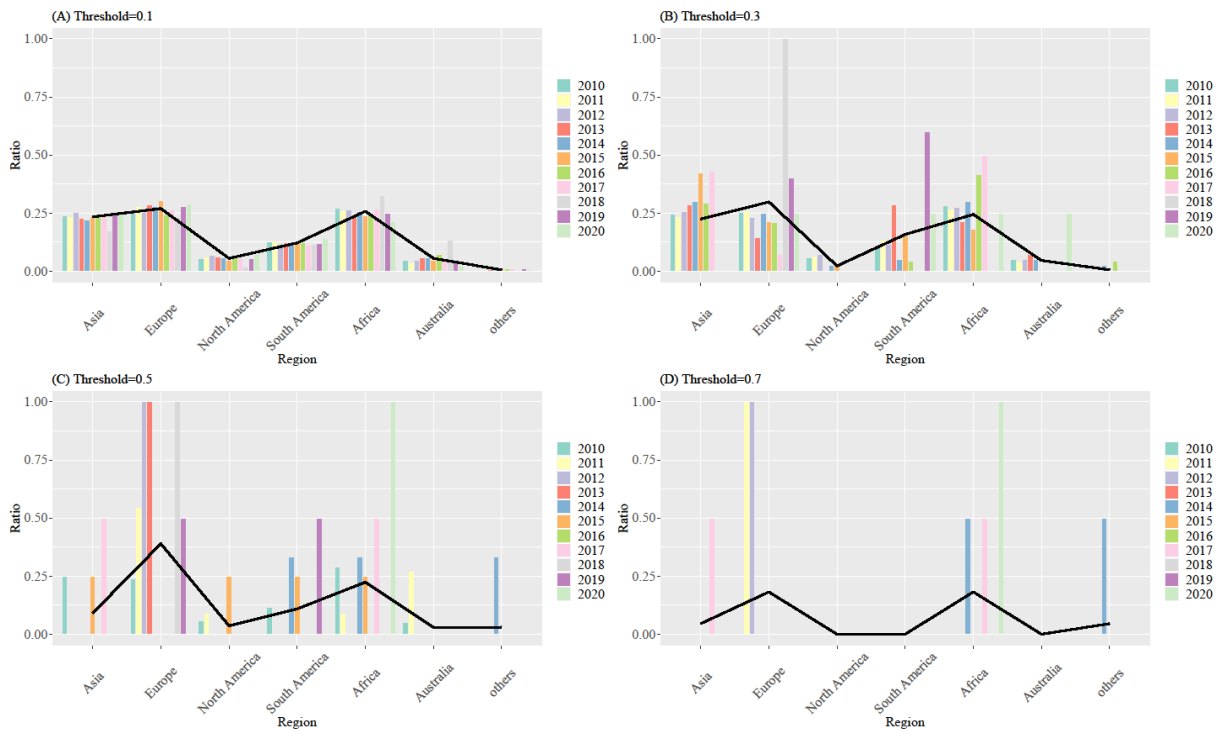 (A) Threshold=0.1
1.00
0.75
0.50
0.25
0.00
Ratio
Asia
Europe
North America
South America
Africa
Australia
others
Region
2010
2011
2012
2013
2014
2015
2016
2017
2018
2019
2020
(B) Threshold=0.3
1.00
0.75
0.50
0.25
0.00
Ratio
Asia
Europe
North America
South America
Africa
Australia
others
Region
2010
2011
2012
2013
2014
2015
2016
2017
2018
2019
2020
(C) Threshold=0.5
1.00
0.75
0.50
0.25
0.00
Ratio
Asia
Europe
North America
South America
Africa
Australia
others
Region
2010
2011
2012
2013
2014
2015
2016
2017
2018
2019
2020
(D) Threshold=0.7
1.00
0.75
0.50
0.25
0.00
Ratio
Asia
Europe
North America
South America
Africa
Australia
others
Region
2010
2011
2012
2013
2014
2015
2016
2017
2018
2019
2020